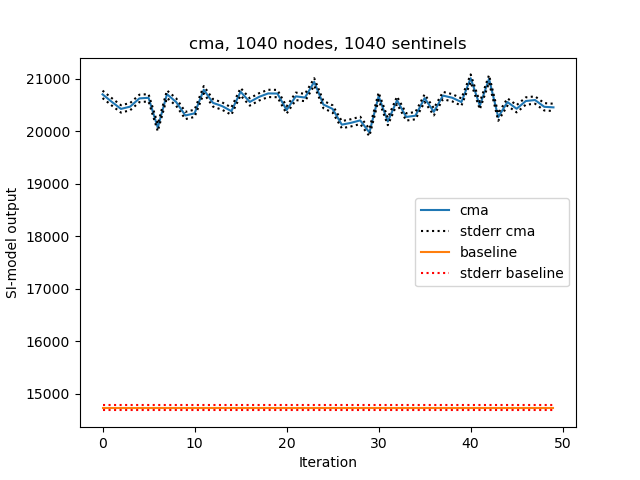 cma, 1040 nodes, 1040 sentinels
21000
20000
19000
18000
17000
16000
15000
SI-model output
cma
stderr cma
baseline
stderr baseline
0 10 20 30 40 50
Iteration